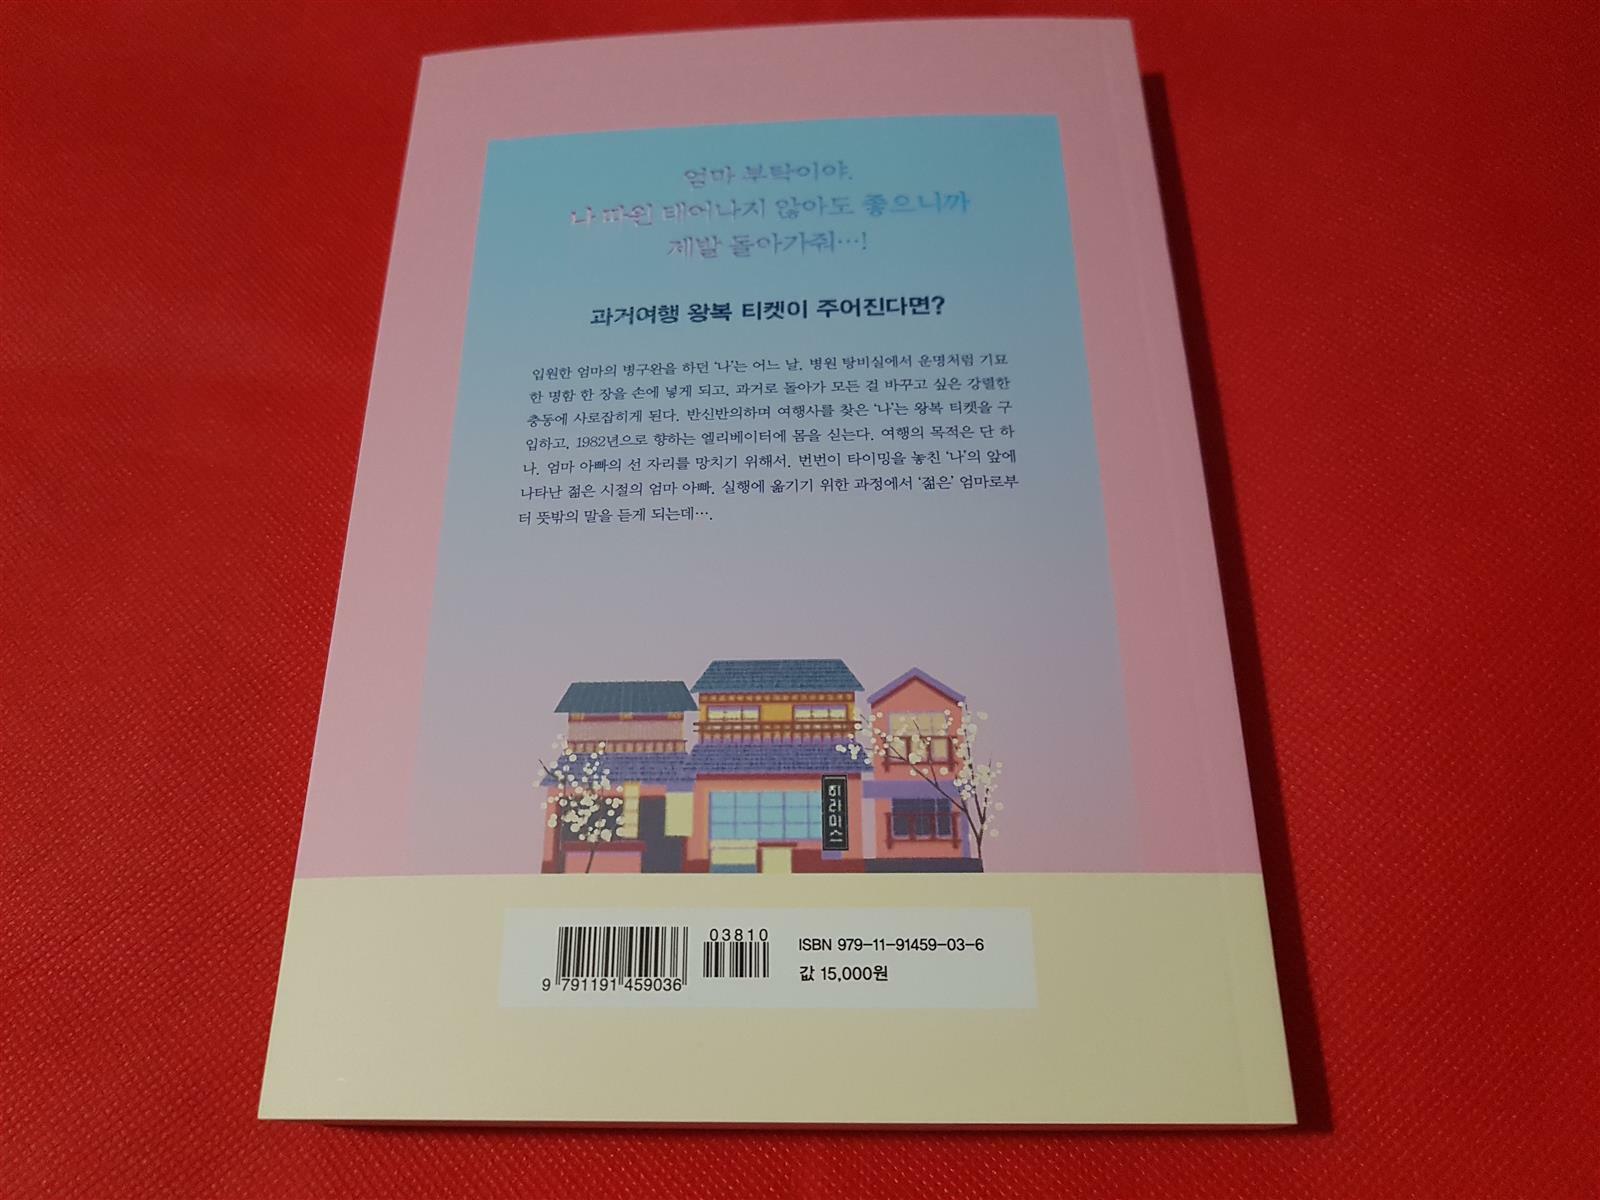 엄마 부탁이야.
나 따윈 태어나지 않아도 좋으니까
제발 돌아가줘…!
과거여행 왕복 티켓이 주어진다면?
입원한 엄마의 병구완을 하던 '나'는 어느 날, 병원 탕비실에서 운명처럼 기묘
한 명함 한 장을 손에 넣게 되고, 과거로 돌아가 모든 걸 바꾸고 싶은 강렬한
충동에 사로잡히게 된다. 반신반의하며 여행사를 찾은 '나'는 왕복 티켓을 구
입하고, 1982년으로 향하는 엘리베이터에 몸을 싣는다. 여행의 목적은 단 하
나. 엄마 아빠의 선 자리를 망치기 위해서. 번번이 타이밍을 놓친 '나'의 앞에
나타난 젊은 시절의 엄마 아빠. 실행에 옮기기 위한 과정에서 '젊은' 엄마로부
터 뜻밖의 말을 듣게 되는데….
히라이스
03810
ISBN 979-11-91459-03-6
9 791191 459036
값 15,000원